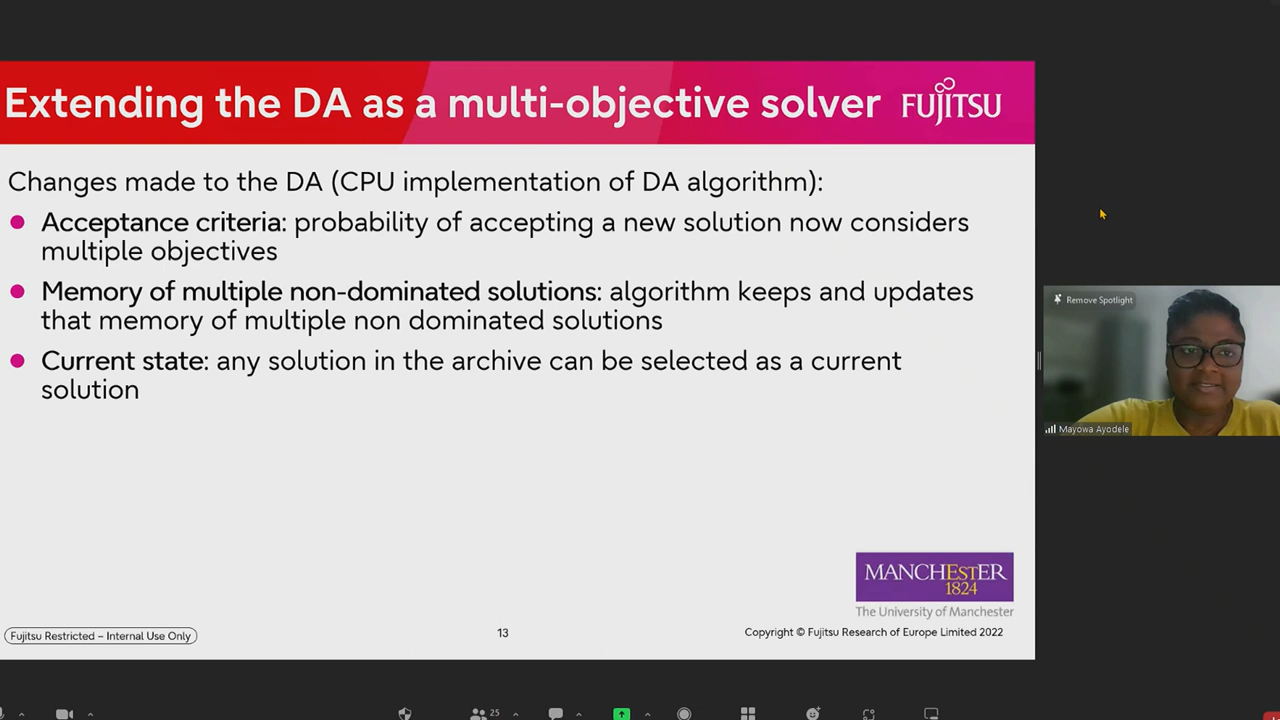 Extending the DA as a multi-objective solver
FUJITSU
Changes made to the DA (CPU implementation of DA algorithm):
Acceptance criteria: probability of accepting a new solution now considers
multiple objectives
Memory of multiple non-dominated solutions: algorithm keeps and updates
that memory of multiple non dominated solutions
Current state: any solution in the archive can be selected as a current
solution
Remove Spotlight
Mayowa Ayodele
MANCHEstER
1824
The University of Manchester
Fujitsu Restricted – Internal Use Only
13
Copyright © Fujitsu Research of Europe Limited 2022
25